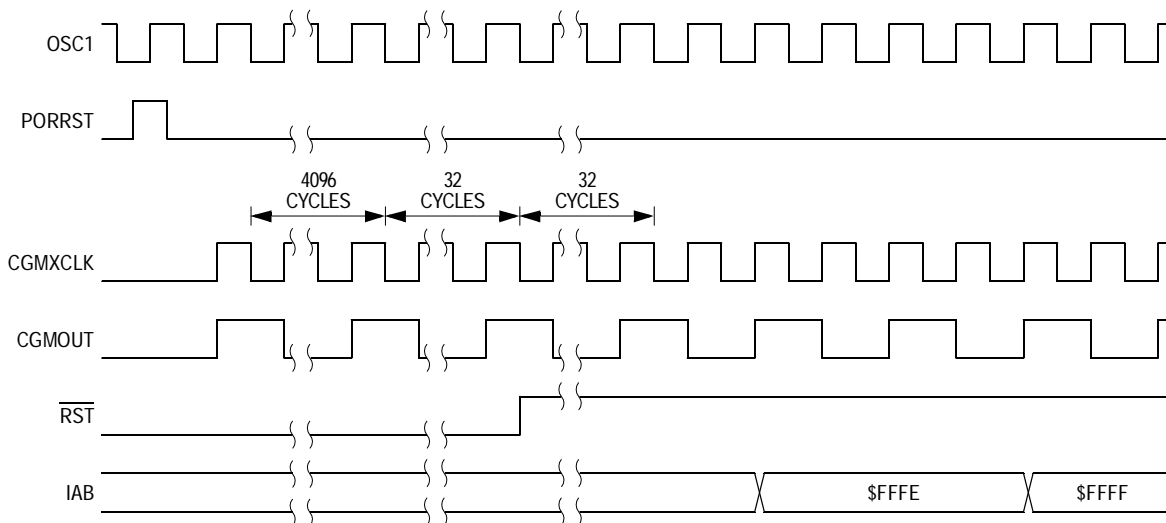 OSC1
PORRST
4096
CYCLES
32
CYCLES
32
CYCLES
CGMXCLK
CGMOUT
RST
IAB
$FFFE
$FFFF